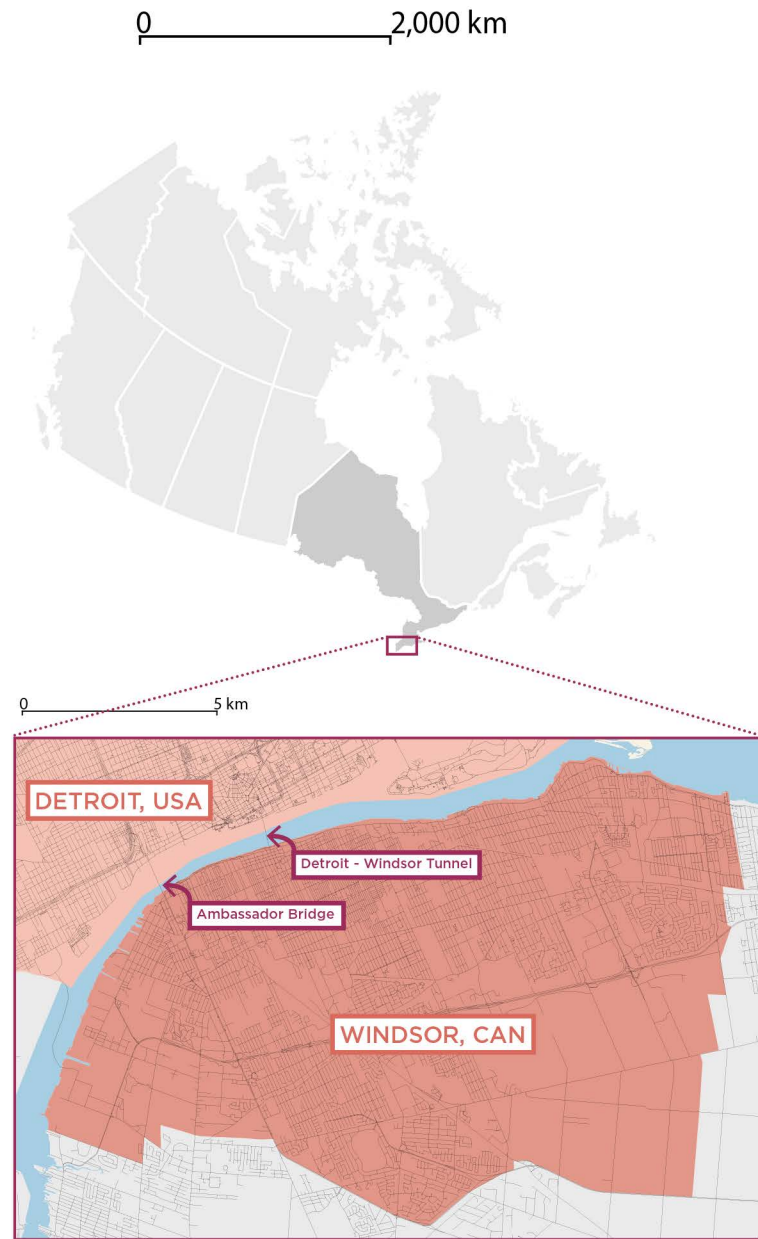 0 2,000 km
0 5 km
DETROIT, USA
Detroit - Windsor Tunnel
Ambassador Bridge
WINDSOR, CAN